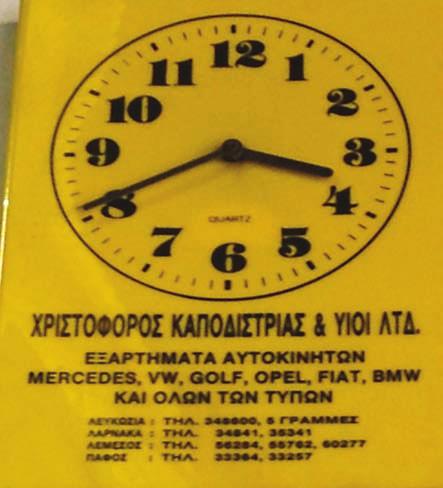 12
11 1
10 2
9 3
8 4
QUARTZ
7 5
6
ΧΡΙΣΤΟΦΟΡΟΣ ΚΑΠΟΔΙΣΤΡΙΑΣ & ΥΙΟΙ ΛΤΔ.
ΕΞΑΡΤΗΜΑΤΑ ΑΥΤΟΚΙΝΗΤΩΝ
MERCEDES, VW, GOLF, OPEL, FIAT, BMW
ΚΑΙ ΟΛΩΝ ΤΩΝ ΤΥΠΩΝ
ΛΕΥΚΩΣΙΑ : ΤΗΛ. 348600, 5 ΓΡΑΜΜΕΣ
ΛΑΡΝΑΚΑ : ΤΗΛ. 34841, 35341
ΛΕΜΕΣΟΣ : ΤΗΛ. 56284, 55762, 60277
ΠΑΦΟΣ : ΤΗΛ. 33364, 33257